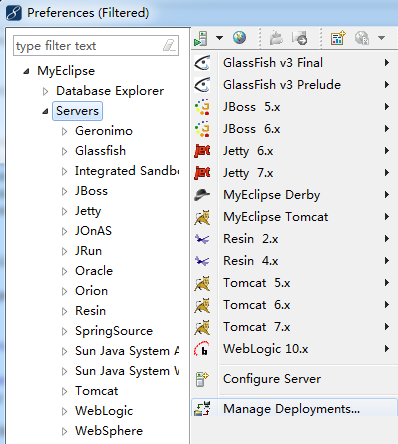 Preferences (Filtered)
type filter text
MyEclipse
Database Explorer
Servers
Geronimo
Glassfish
Integrated Sandbo
JBoss
Jetty
JOnAS
JRun
Oracle
Orion
Resin
SpringSource
Sun Java System A
Sun Java System W
Tomcat
WebLogic
WebSphere
GlassFish v3 Final
GlassFish v3 Prelude
JBoss 5.x
JBoss 6.x
Jetty 6.x
Jetty 7.x
MyEclipse Derby
MyEclipse Tomcat
Resin 2.x
Resin 4.x
Tomcat 5.x
Tomcat 6.x
Tomcat 7.x
WebLogic 10.x
Configure Server
Manage Deployments...